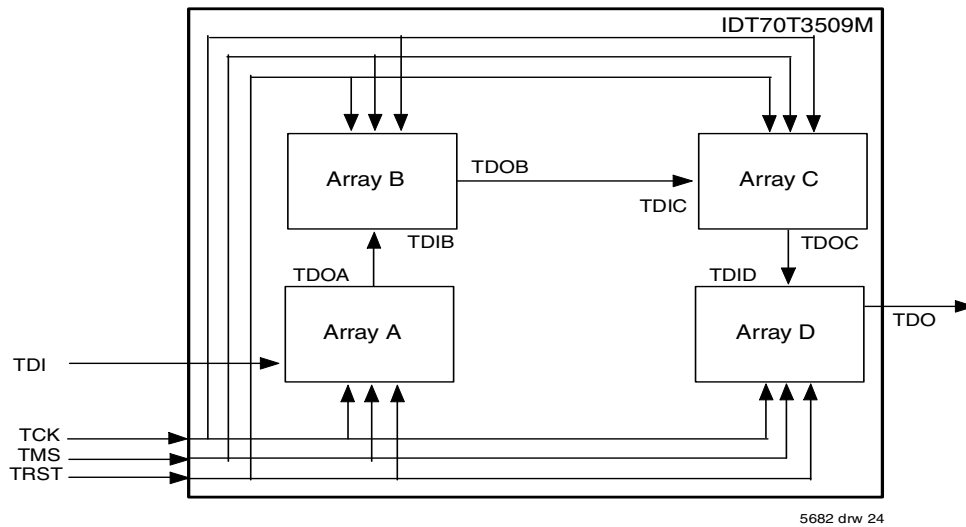 IDT70T3509M
Array B
TDOB
Array C
TDIC
TDIB
TDOC
TDOA
TDID
Array A
Array D
TDO
TDI
TCK
TMS
TRST
5682 drw 24